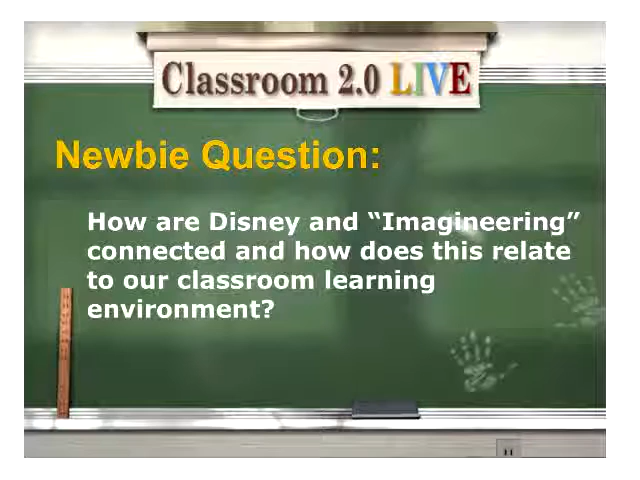 Classroom 2.0 LIVE
Newbie Question:
How are Disney and “Imagineering”
connected and how does this relate
to our classroom learning
environment?